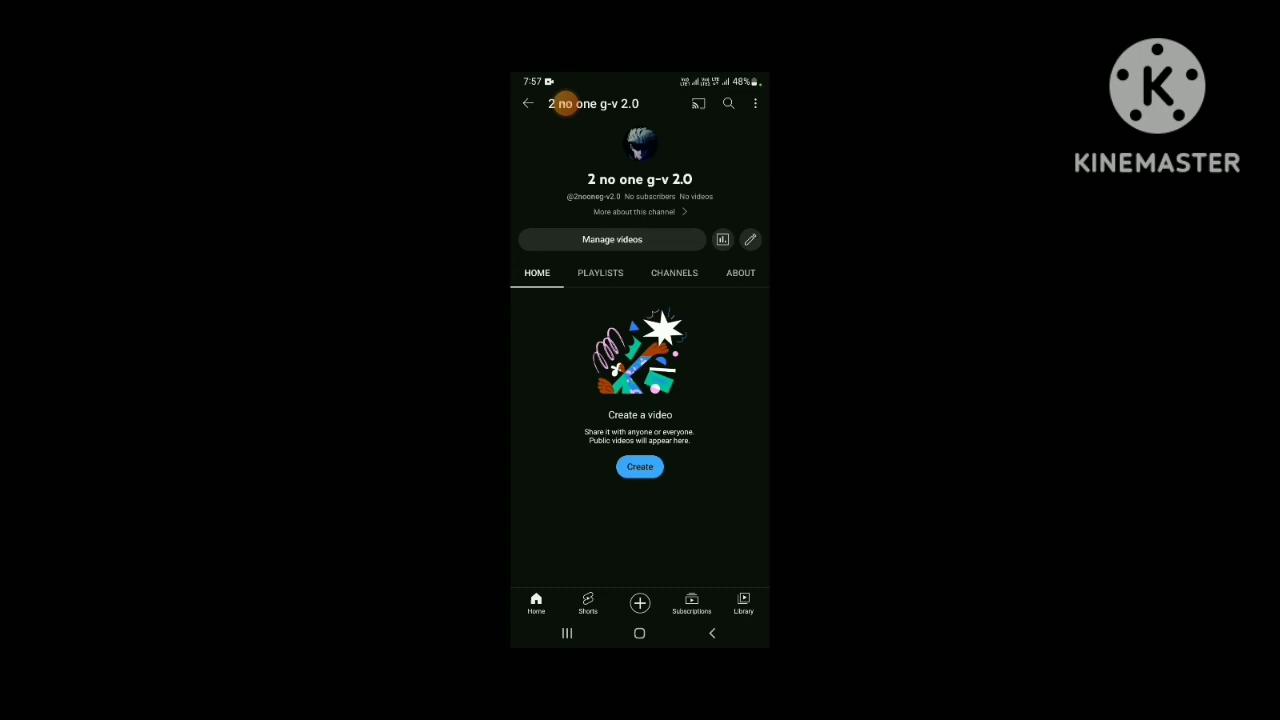 7:57
48%
2 no one g-v 2.0
2 no one g-v 2.0
@2nooneg-v2.0 No subscribers No videos
More about this channel
Manage videos
HOME PLAYLISTS CHANNELS ABOUT
Create a video
Share it with anyone or everyone.
Public videos will appear here.
Create
Home Shorts Subscriptions Library
K
KINEMASTER